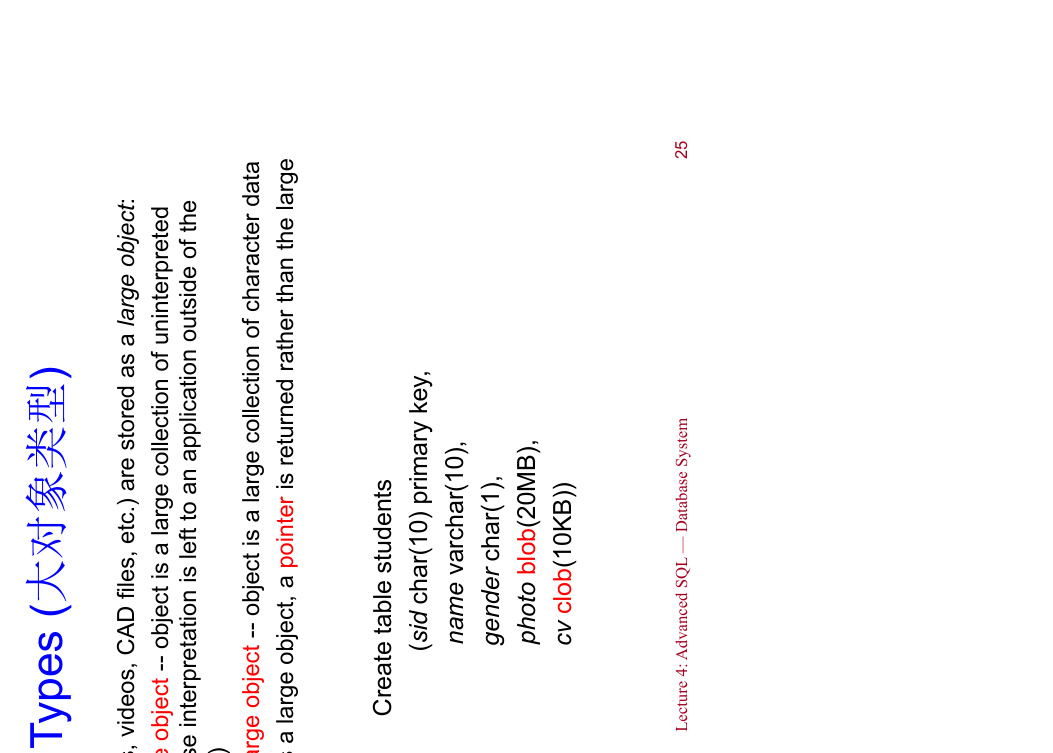 Types (大对象类型)
, videos, CAD files, etc.) are stored as a large object:
object -- object is a large collection of uninterpreted
interpretation is left to an application outside of the
)
object -- object is a large collection of character data
a large object, a pointer is returned rather than the large
Create table students
(sid char(10) primary key,
name varchar(10),
gender char(1),
photo blob(20MB),
cv clob(10KB))
Lecture 4: Advanced SQL — Database System
25